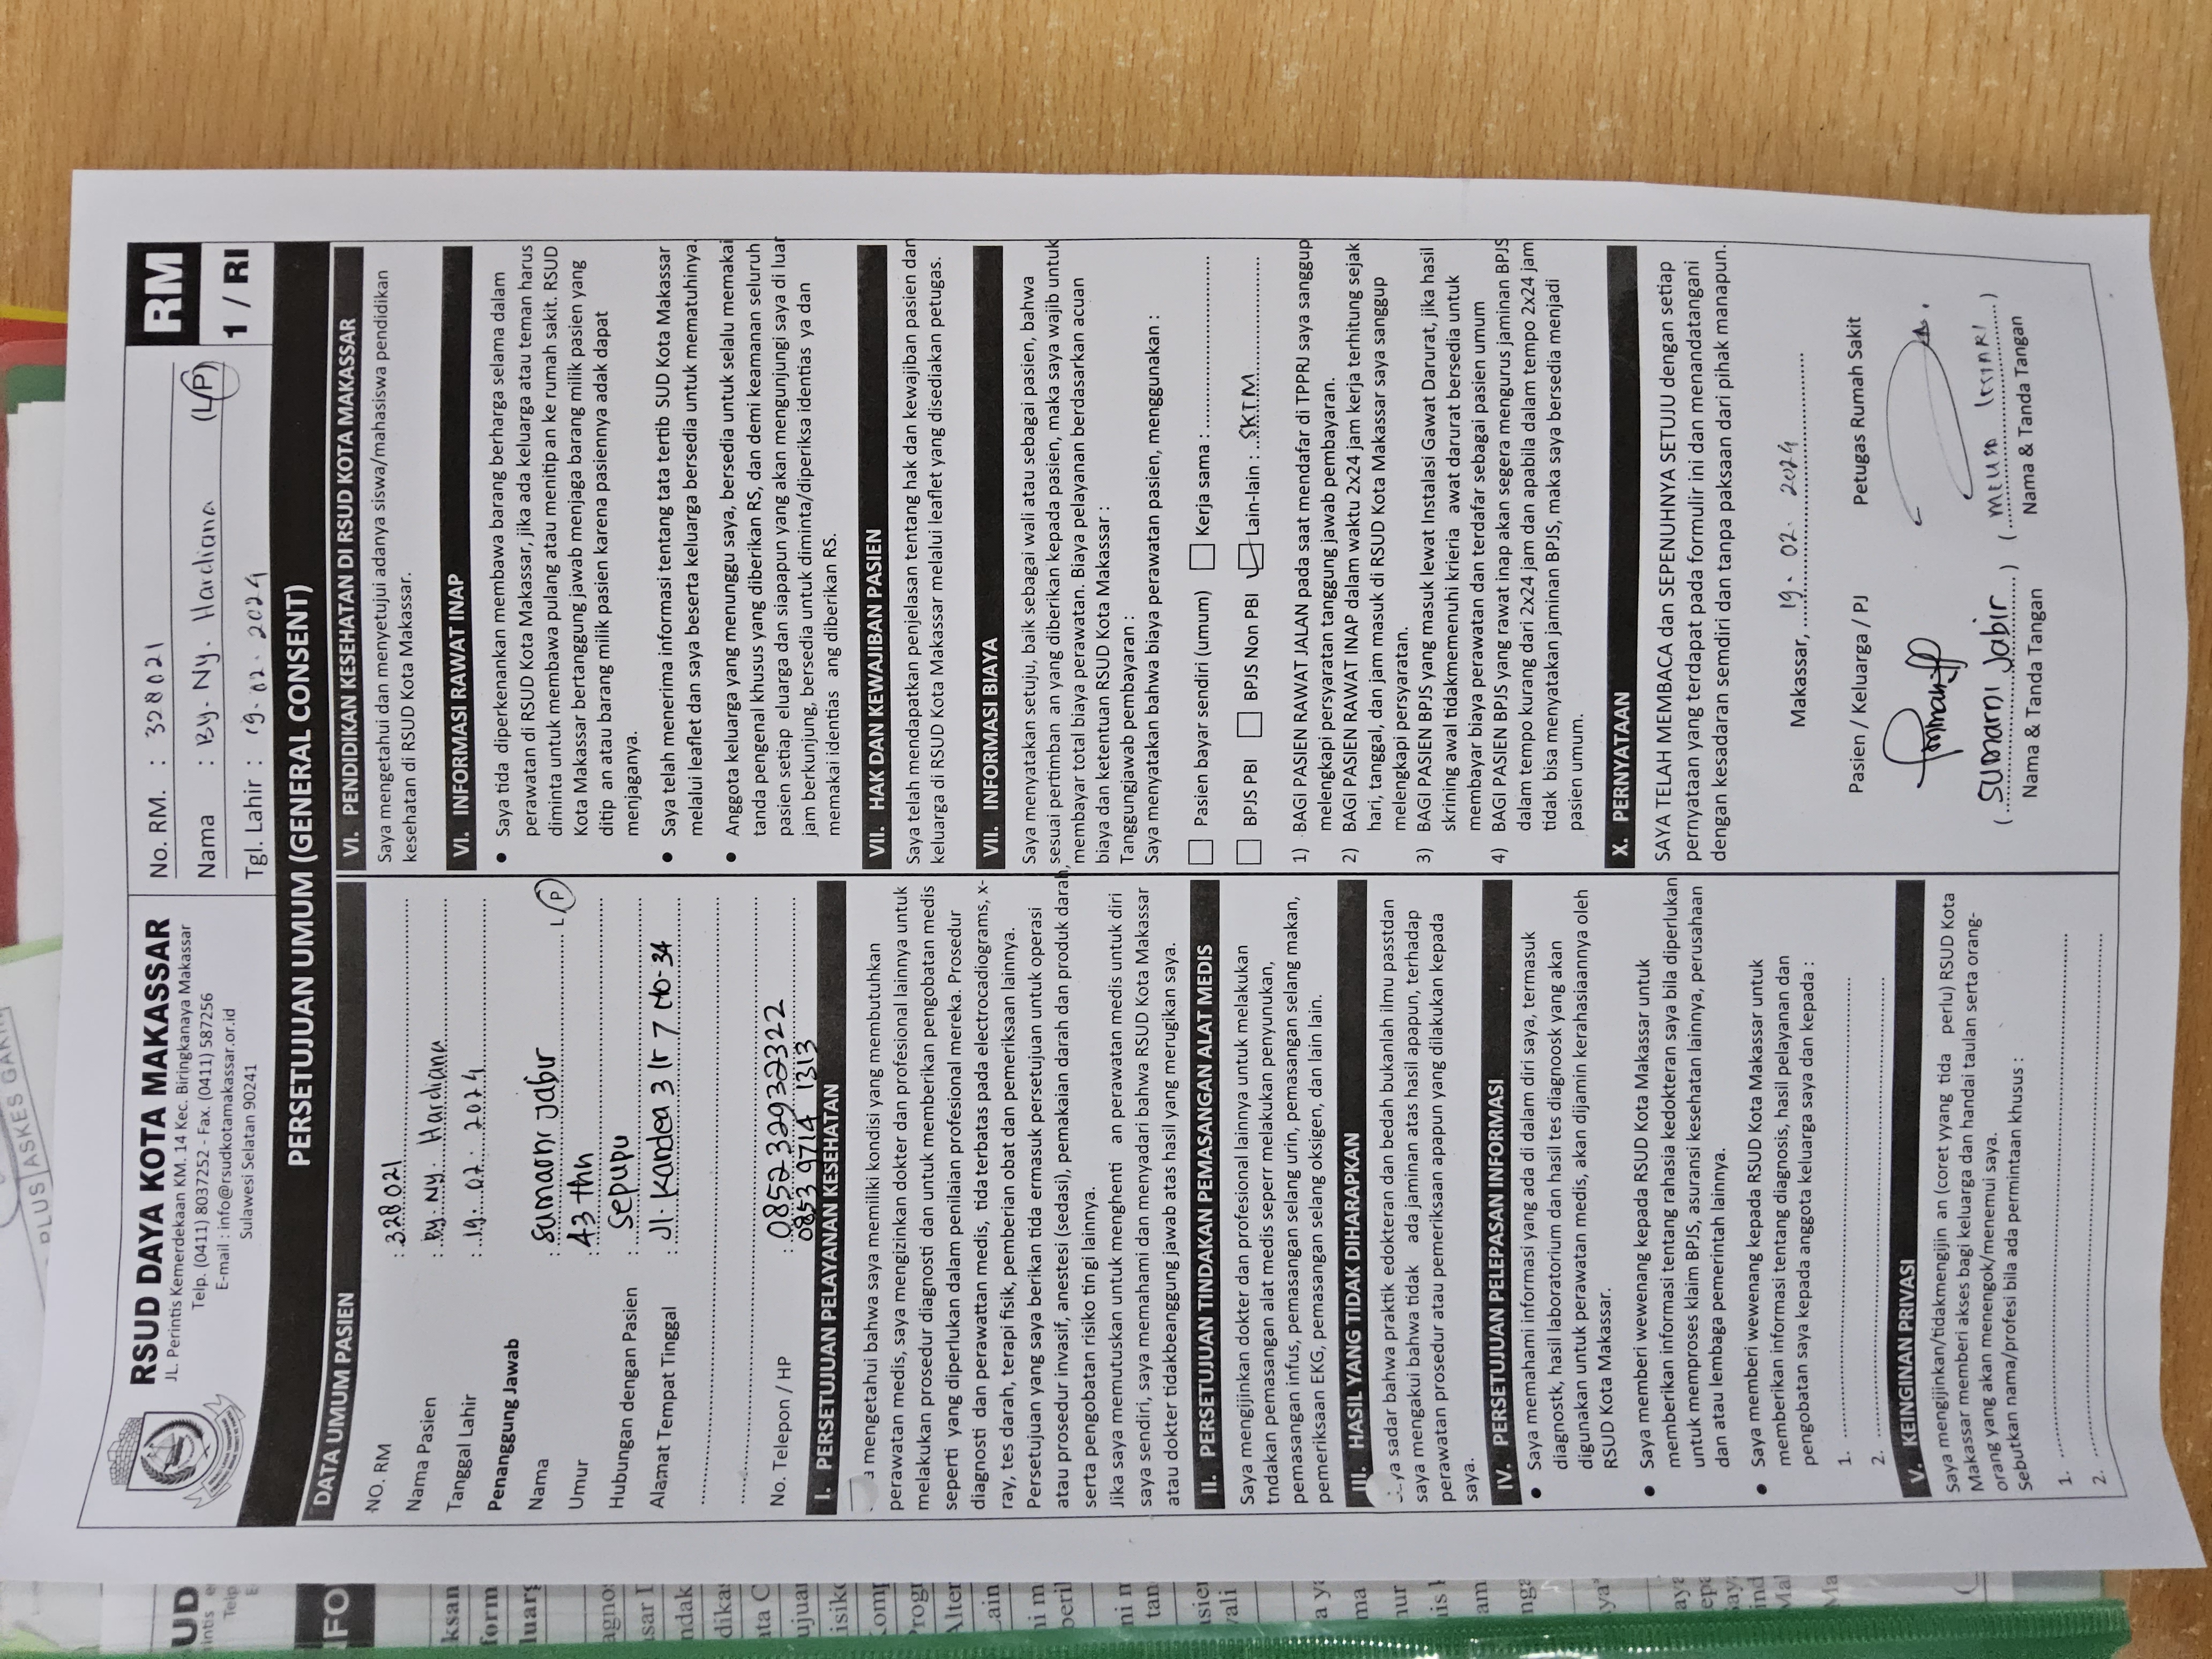 PLUS ASKES GAKIN
RSUD DAYA KOTA MAKASSAR
JL. Perintis Kemerdekaan KM. 14 Kec. Biringkanaya Makassar
Telp. (0411) 8037252 - Fax. (0411) 587256
E-mail : info@rsudkotamakassar.or.id
Sulawesi Selatan 90241
No. RM. : 328021
Nama : By. Ny. Hardiana (L/P)
Tgl. Lahir : 19. 02. 2024
RM
1 / RI
PERSETUJUAN UMUM (GENERAL CONSENT)
DATA UMUM PASIEN
NO. RM : 328021
Nama Pasien : By. Ny. Hardiana
Tanggal Lahir : 19. 02. 2024
Penanggung Jawab
Nama : Sumarni Jabir L/P
Umur : 43 thn
Hubungan dengan Pasien : Sepupu
Alamat Tempat Tinggal : Jl. Kandea 3 lr 7 No-34
No. Telepon / HP : 085232932322
0853 9714 1313
I. PERSETUJUAN PELAYANAN KESEHATAN
a mengetahui bahwa saya memiliki kondisi yang membutuhkan
perawatan medis, saya mengizinkan dokter dan profesional lainnya untuk
melakukan prosedur diagnosti dan untuk memberikan pengobatan medis
seperti yang diperlukan dalam penilaian profesional mereka. Prosedur
diagnosti dan perawattan medis, tida terbatas pada electrocadiograms, x-
ray, tes darah, terapi fisik, pemberian obat dan pemeriksaan lainnya.
Persetujuan yang saya berikan tida ermasuk persetujuan untuk operasi
atau prosedur invasif, anestesi (sedasi), pemakaian darah dan produk darah,
serta pengobatan risiko tin gi lainnya.
Jika saya memutuskan untuk menghenti an perawatan medis untuk diri
saya sendiri, saya memahami dan menyadari bahwa RSUD Kota Makassar
atau dokter tidakbeanggung jawab atas hasil yang merugikan saya.
II. PERSETUJUAN TINDAKAN PEMASANGAN ALAT MEDIS
Saya mengijinkan dokter dan profesional lainnya untuk melakukan
tndakan pemasangan alat medis seperr melakukan penyunukan,
pemasangan infus, pemasangan selang urin, pemasangan selang makan,
pemeriksaan EKG, pemasangan selang oksigen, dan lain lain.
III. HASIL YANG TIDAK DIHARAPKAN
ya sadar bahwa praktik edokteran dan bedah bukanlah ilmu passtdan
saya mengakui bahwa tidak ada jaminan atas hasil apapun, terhadap
perawatan prosedur atau pemeriksaan apapun yang dilakukan kepada
saya.
IV. PERSETUJUAN PELEPASAN INFORMASI
• Saya memahami informasi yang ada di dalam diri saya, termasuk
diagnostk, hasil laboratorium dan hasil tes diagnoosk yang akan
digunakan untuk perawatan medis, akan dijamin kerahasiaannya oleh
RSUD Kota Makassar.
• Saya memberi wewenang kepada RSUD Kota Makassar untuk
memberikan informasi tentang rahasia kedokteran saya bila diperlukan
untuk memproses klaim BPJS, asuransi kesehatan lainnya, perusahaan
dan atau lembaga pemerintah lainnya.
• Saya memberi wewenang kepada RSUD Kota Makassar untuk
memberikan informasi tentang diagnosis, hasil pelayanan dan
pengobatan saya kepada anggota keluarga saya dan kepada :
1.
2.
V. KEINGINAN PRIVASI
Saya mengijinkan/tidakmengijin an (coret yyang tida perlu) RSUD Kota
Makassar memberi akses bagi keluarga dan handai taulan serta orang-
orang yang akan menengok/menemui saya.
Sebutkan nama/profesi bila ada permintaan khusus :
1.
2.
VI. PENDIDIKAN KESEHATAN DI RSUD KOTA MAKASSAR
Saya mengetahui dan menyetujui adanya siswa/mahasiswa pendidikan
kesehatan di RSUD Kota Makassar.
VI. INFORMASI RAWAT INAP
• Saya tida diperkenankan membawa barang berharga selama dalam
perawatan di RSUD Kota Makassar, jika ada keluarga atau teman harus
diminta untuk membawa pulang atau menitip an ke rumah sakit. RSUD
Kota Makassar bertanggung jawab menjaga barang milik pasien yang
ditip an atau barang milik pasien karena pasiennya adak dapat
menjaganya.
• Saya telah menerima informasi tentang tata tertib SUD Kota Makassar
melalui leaflet dan saya beserta keluarga bersedia untuk mematuhinya.
• Anggota keluarga yang menunggu saya, bersedia untuk selalu memakai
tanda pengenal khusus yang diberikan RS, dan demi keamanan seluruh
pasien setiap eluarga dan siapapun yang akan mengunjungi saya di luar
jam berkunjung, bersedia untuk diminta/diperiksa identias ya dan
memakai identias ang diberikan RS.
VII. HAK DAN KEWAJIBAN PASIEN
Saya telah mendapatkan penjelasan tentang hak dan kewajiban pasien dan
keluarga di RSUD Kota Makassar melalui leaflet yang disediakan petugas.
VII. INFORMASI BIAYA
Saya menyatakan setuju, baik sebagai wali atau sebagai pasien, bahwa
sesuai pertimban an yang diberikan kepada pasien, maka saya wajib untuk
membayar total biaya perawatan. Biaya pelayanan berdasarkan acuan
biaya dan ketentuan RSUD Kota Makassar :
Tanggungjawab pembayaran :
Saya menyatakan bahwa biaya perawatan pasien, menggunakan :
Pasien bayar sendiri (umum) Kerja sama :
BPJS PBI BPJS Non PBI Lain-lain : SKTM
1) BAGI PASIEN RAWAT JALAN pada saat mendafar di TPPRJ saya sanggup
melengkapi persyaratan tanggung jawab pembayaran.
2) BAGI PASIEN RAWAT INAP dalam waktu 2x24 jam kerja terhitung sejak
hari, tanggal, dan jam masuk di RSUD Kota Makassar saya sanggup
melengkapi persyaratan.
3) BAGI PASIEN BPJS yang masuk lewat Instalasi Gawat Darurat, jika hasil
skrining awal tidakmemenuhi krieria awat darurat bersedia untuk
membayar biaya perawatan dan terdafar sebagai pasien umum
4) BAGI PASIEN BPJS yang rawat inap akan segera mengurus jaminan BPJS
dalam tempo kurang dari 2x24 jam dan apabila dalam tempo 2x24 jam
tidak bisa menyatakan jaminan BPJS, maka saya bersedia menjadi
pasien umum.
X. PERNYATAAN
SAYA TELAH MEMBACA dan SEPENUHNYA SETUJU dengan setiap
pernyataan yang terdapat pada formulir ini dan menandatangani
dengan kesadaran semdiri dan tanpa paksaan dari pihak manapun.
Makassar, 19. 02. 2024
Pasien / Keluarga / PJ Petugas Rumah Sakit
(Sumarni Jabir) ( )
Nama & Tanda Tangan Nama & Tanda Tangan